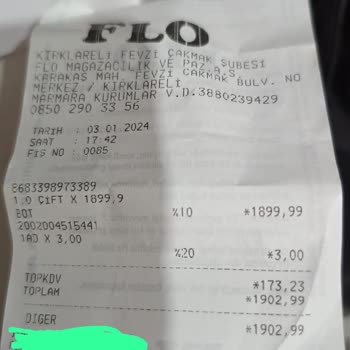 FLO
KIRKLARELİ FEVZİ ÇAKMAK ŞUBESİ
FLO MAĞAZACILIK VE PAZ.A.Ş
KARAKAŞ MAH. FEVZİ ÇAKMAK BULV. NO
MERKEZ / KIRKLARELİ
MARMARA KURUMLAR V.D.3880239429
0850 290 33 56
TARİH : 03.01.2024
SAAT : 17:42
FİŞ NO : 0085
8683398973389
1,0 ÇİFT X 1899,9
BOT %10 *1899,99
2002004515441
1AD X 3,00
%20 *3,00
TOPKDV *173,23
TOPLAM *1902,99
DİĞER *1902,99